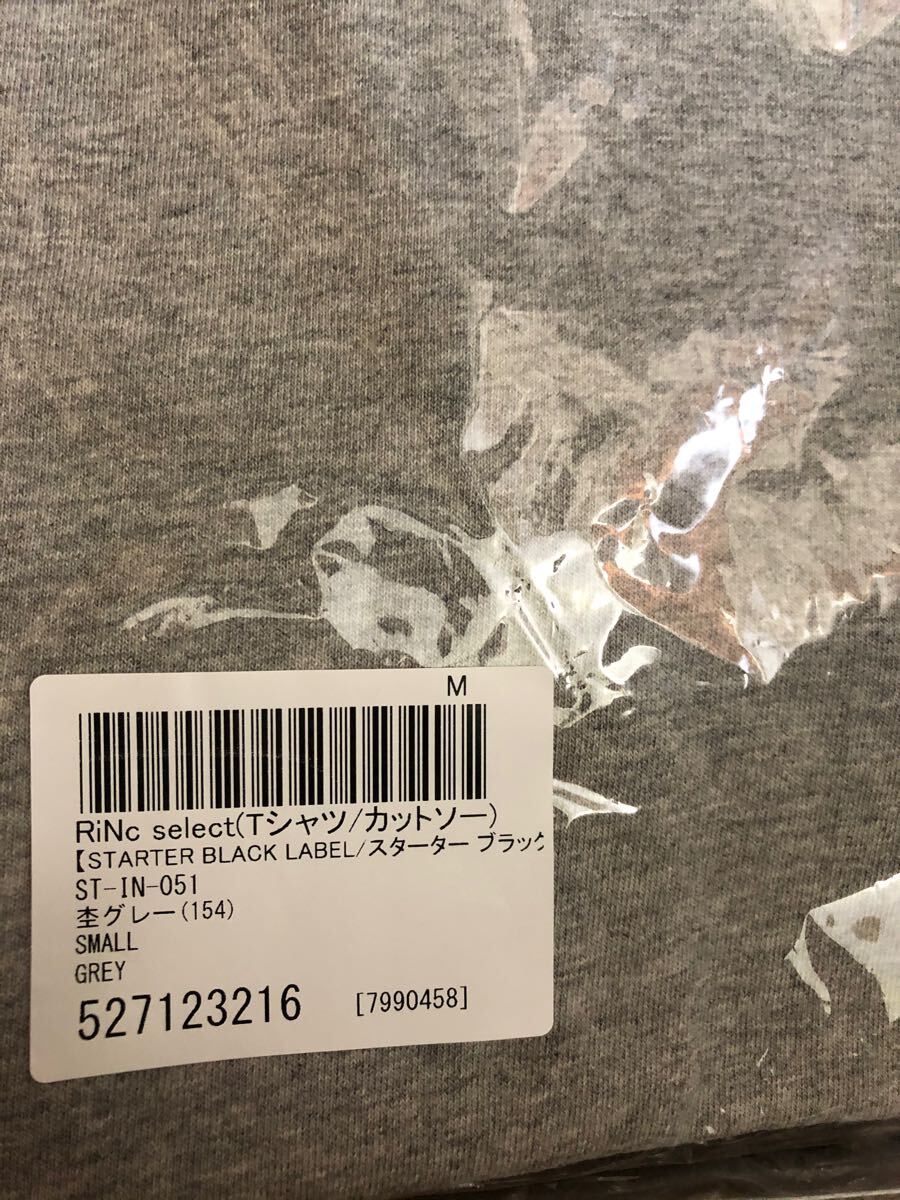 M
RiNc select(Tシャツ/カットソー)
【STARTER BLACK LABEL/スターター ブラック
ST-IN-051
杢グレー(154)
SMALL
GREY
527123216 [7990458]